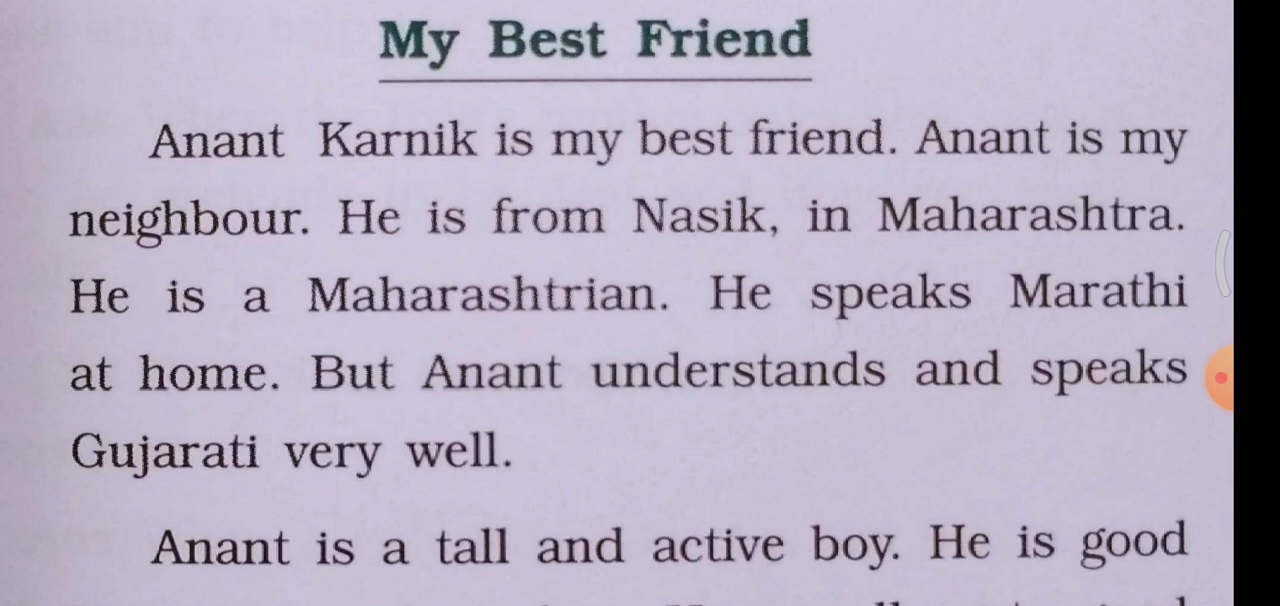 My Best Friend
Anant Karnik is my best friend. Anant is my
neighbour. He is from Nasik, in Maharashtra.
He is a Maharashtrian. He speaks Marathi
at home. But Anant understands and speaks
Gujarati very well.
Anant is a tall and active boy. He is good